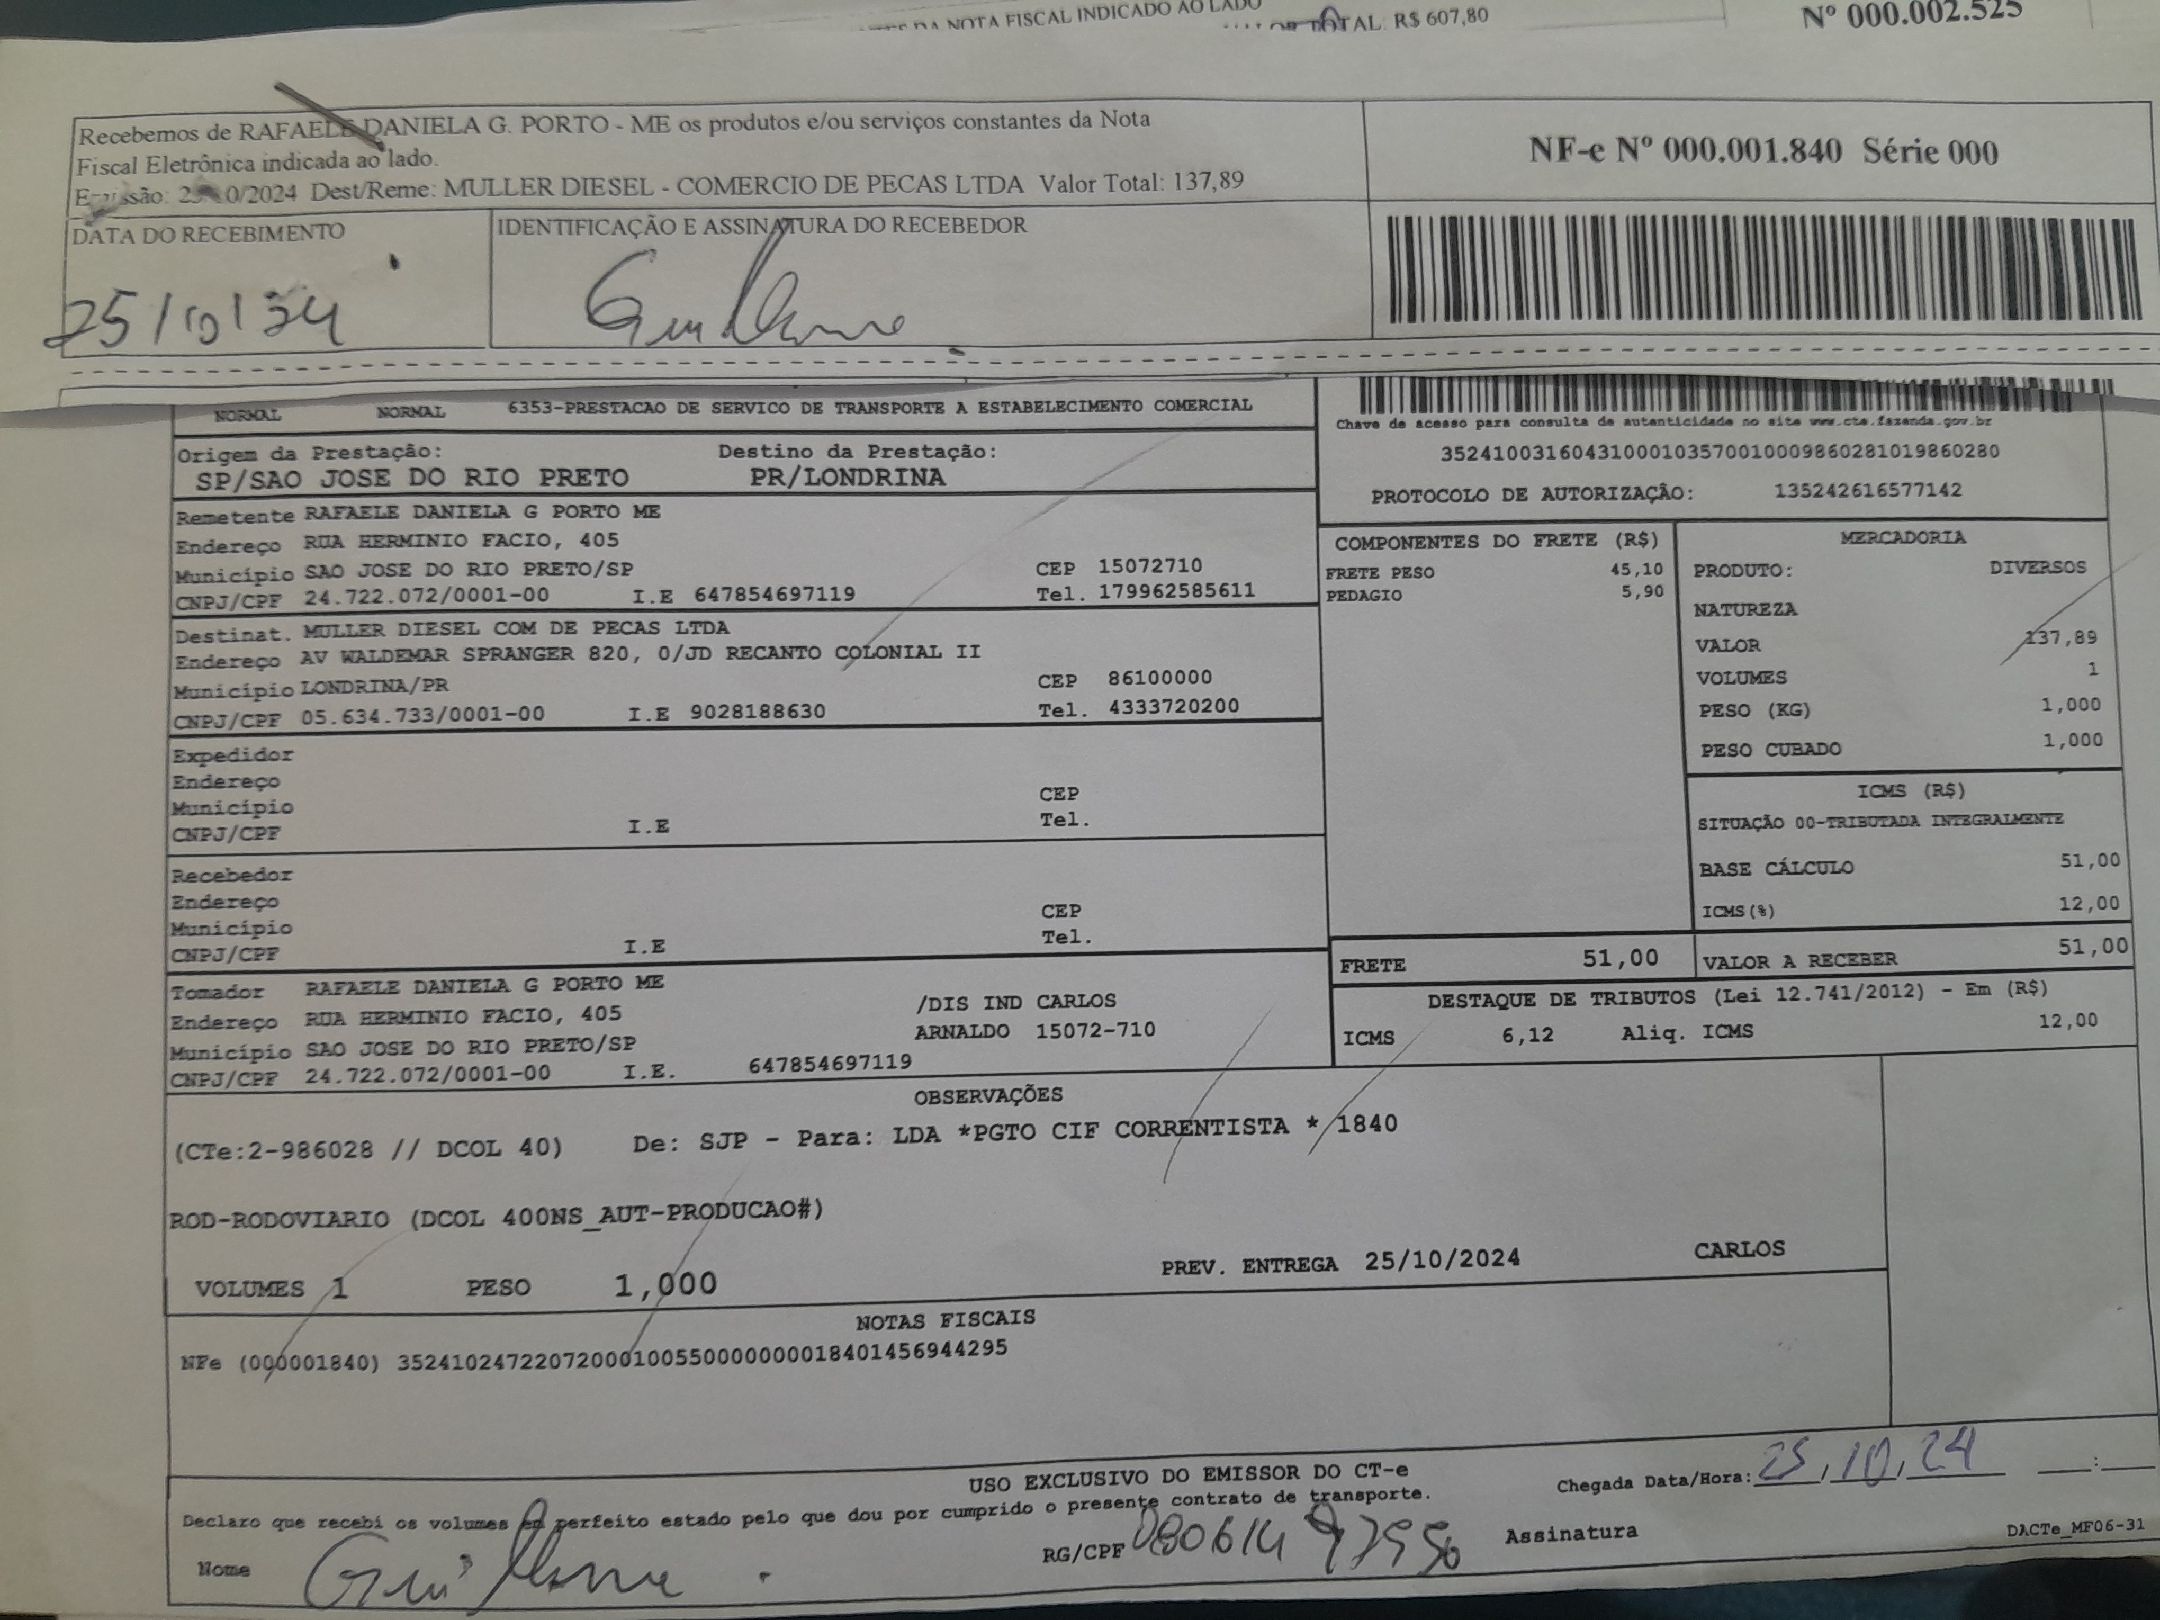 DA NOTA FISCAL INDICADO AO LADO
TOTAL: R$ 607,80
Nº 000.002.525
Recebemos de RAFAELE DANIELA G. PORTO - ME os produtos e/ou serviços constantes da Nota
Fiscal Eletrônica indicada ao lado.
Emissão: 0/2024 Dest/Reme: MULLER DIESEL - COMERCIO DE PECAS LTDA Valor Total: 137,89
NF-e Nº 000.001.840 Série 000
DATA DO RECEBIMENTO
IDENTIFICAÇÃO E ASSINATURA DO RECEBEDOR
25/10/24
Guilherme
NORMAL NORMAL 6353-PRESTACAO DE SERVICO DE TRANSPORTE A ESTABELECIMENTO COMERCIAL
Chave de acesso para consulta de autenticidade no site www.cte.fazenda.gov.br
35241003160431000103570010009860281019860280
PROTOCOLO DE AUTORIZAÇÃO: 135242616577142
Origem da Prestação: Destino da Prestação:
SP/SAO JOSE DO RIO PRETO PR/LONDRINA
Remetente RAFAELE DANIELA G PORTO ME
Endereço RUA HERMINIO FACIO, 405
Município SAO JOSE DO RIO PRETO/SP CEP 15072710
CNPJ/CPF 24.722.072/0001-00 I.E 647854697119 Tel. 179962585611
Destinat. MULLER DIESEL COM DE PECAS LTDA
Endereço AV WALDEMAR SPRANGER 820, 0/JD RECANTO COLONIAL II
Município LONDRINA/PR CEP 86100000
CNPJ/CPF 05.634.733/0001-00 I.E 9028188630 Tel. 4333720200
Expedidor
Endereço
Município CEP
CNPJ/CPF I.E Tel.
Recebedor
Endereço
Município CEP
CNPJ/CPF I.E Tel.
Tomador RAFAELE DANIELA G PORTO ME
Endereço RUA HERMINIO FACIO, 405 /DIS IND CARLOS
ARNALDO 15072-710
Município SAO JOSE DO RIO PRETO/SP
CNPJ/CPF 24.722.072/0001-00 I.E. 647854697119
COMPONENTES DO FRETE (R$)
FRETE PESO 45,10
PEDAGIO 5,90
MERCADORIA
PRODUTO: DIVERSOS
NATUREZA
VALOR 137,89
VOLUMES 1
PESO (KG) 1,000
PESO CUBADO 1,000
ICMS (R$)
SITUAÇÃO 00-TRIBUTADA INTEGRALMENTE
BASE CÁLCULO 51,00
ICMS(%) 12,00
FRETE 51,00 VALOR A RECEBER 51,00
DESTAQUE DE TRIBUTOS (Lei 12.741/2012) - Em (R$)
ICMS 6,12 Aliq. ICMS 12,00
OBSERVAÇÕES
(CTe:2-986028 // DCOL 40) De: SJP - Para: LDA *PGTO CIF CORRENTISTA * 1840
ROD-RODOVIARIO (DCOL 400NS_AUT-PRODUCAO#)
VOLUMES 1 PESO 1,000 PREV. ENTREGA 25/10/2024 CARLOS
NOTAS FISCAIS
NFe (000001840) 35241024722072000100550000000018401456944295
USO EXCLUSIVO DO EMISSOR DO CT-e
Chegada Data/Hora: 25/10/24 __:__
Declaro que recebi os volumes em perfeito estado pelo que dou por cumprido o presente contrato de transporte.
Nome Guilherme RG/CPF Assinatura
DACTe_MF06-31